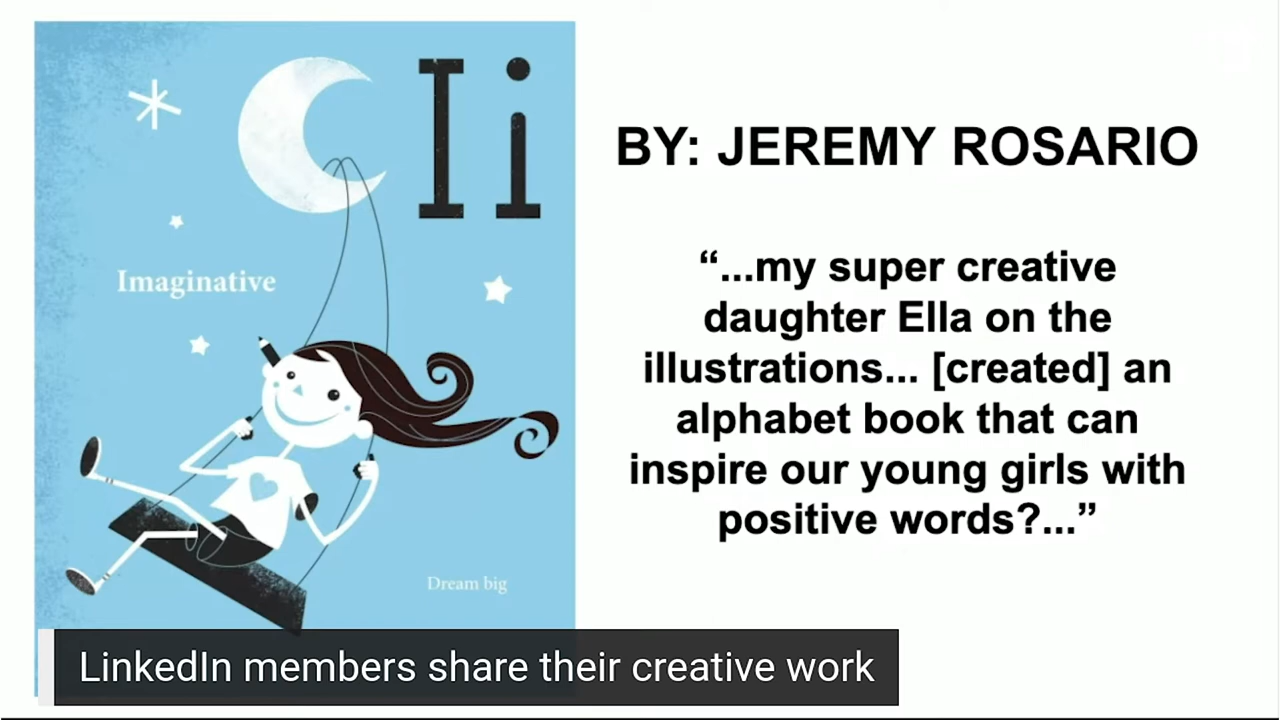 Ii
Imaginative
Dream big
BY: JEREMY ROSARIO
“...my super creative
daughter Ella on the
illustrations... [created] an
alphabet book that can
inspire our young girls with
positive words?...”
LinkedIn members share their creative work